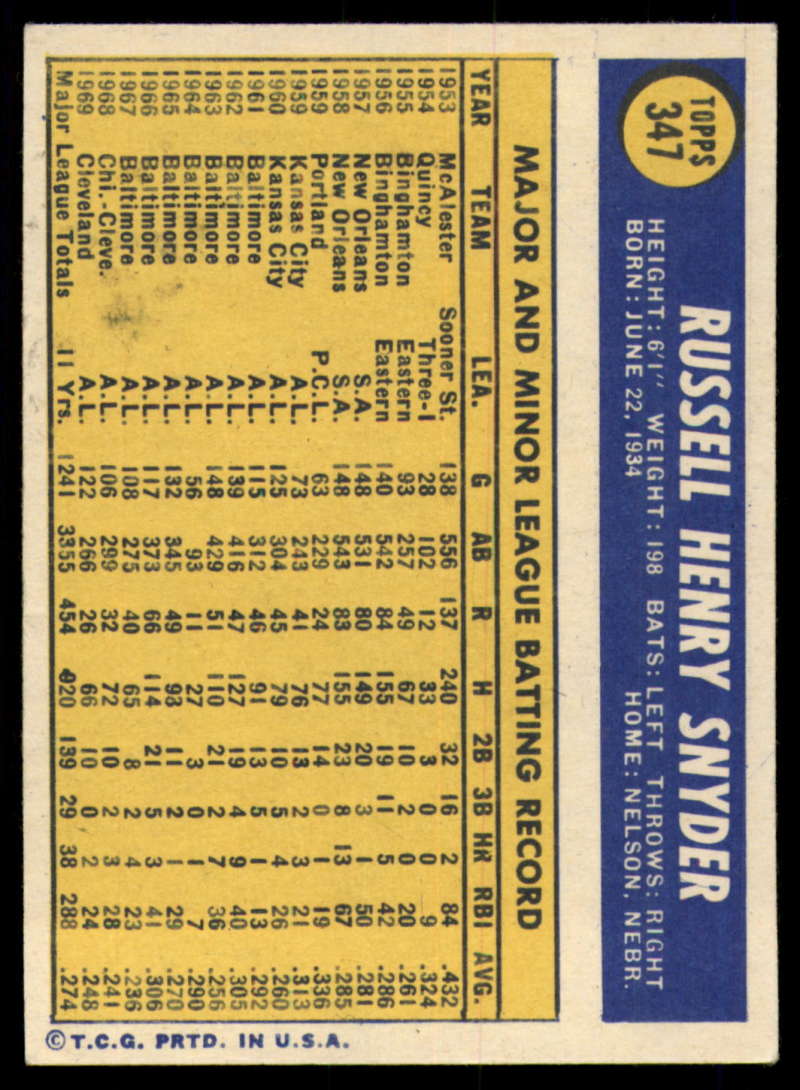 TOPPS
347
RUSSELL HENRY SNYDER
HEIGHT: 6'1" WEIGHT: 198 BATS: LEFT THROWS: RIGHT
BORN: JUNE 22, 1934 HOME: NELSON, NEBR.
MAJOR AND MINOR LEAGUE BATTING RECORD
YEAR TEAM LEA. G AB R H 2B 3B HR RBI AVG.
1953 McAlester Sooner St. 138 556 137 240 32 16 2 84 .432
1954 Quincy Three-I 28 102 12 33 3 0 0 9 .324
1955 Binghamton Eastern 93 257 49 67 10 2 0 20 .261
1956 Binghamton Eastern 140 542 84 155 19 11 5 42 .286
1957 New Orleans S.A. 148 531 80 149 20 3 1 50 .281
1958 New Orleans S.A. 148 543 83 155 23 8 13 67 .285
1959 Portland P.C.L. 63 229 24 77 14 0 1 19 .336
1959 Kansas City A.L. 73 243 41 76 13 2 3 21 .313
1960 Kansas City A.L. 125 304 45 79 10 5 4 26 .260
1961 Baltimore A.L. 115 312 46 91 13 5 1 13 .292
1962 Baltimore A.L. 139 416 47 127 19 4 9 40 .305
1963 Baltimore A.L. 148 429 51 110 21 2 7 36 .256
1964 Baltimore A.L. 56 93 11 27 3 0 1 7 .290
1965 Baltimore A.L. 132 345 49 93 11 2 1 29 .270
1966 Baltimore A.L. 117 373 66 114 21 5 3 41 .306
1967 Baltimore A.L. 108 275 40 65 8 2 4 23 .236
1968 Chi.-Cleve. A.L. 106 299 32 72 10 2 3 28 .241
1969 Cleveland A.L. 122 266 26 66 10 0 2 24 .248
Major League Totals 11 Yrs. 1241 3355 454 920 139 29 38 288 .274
© T.C.G. PRTD. IN U.S.A.